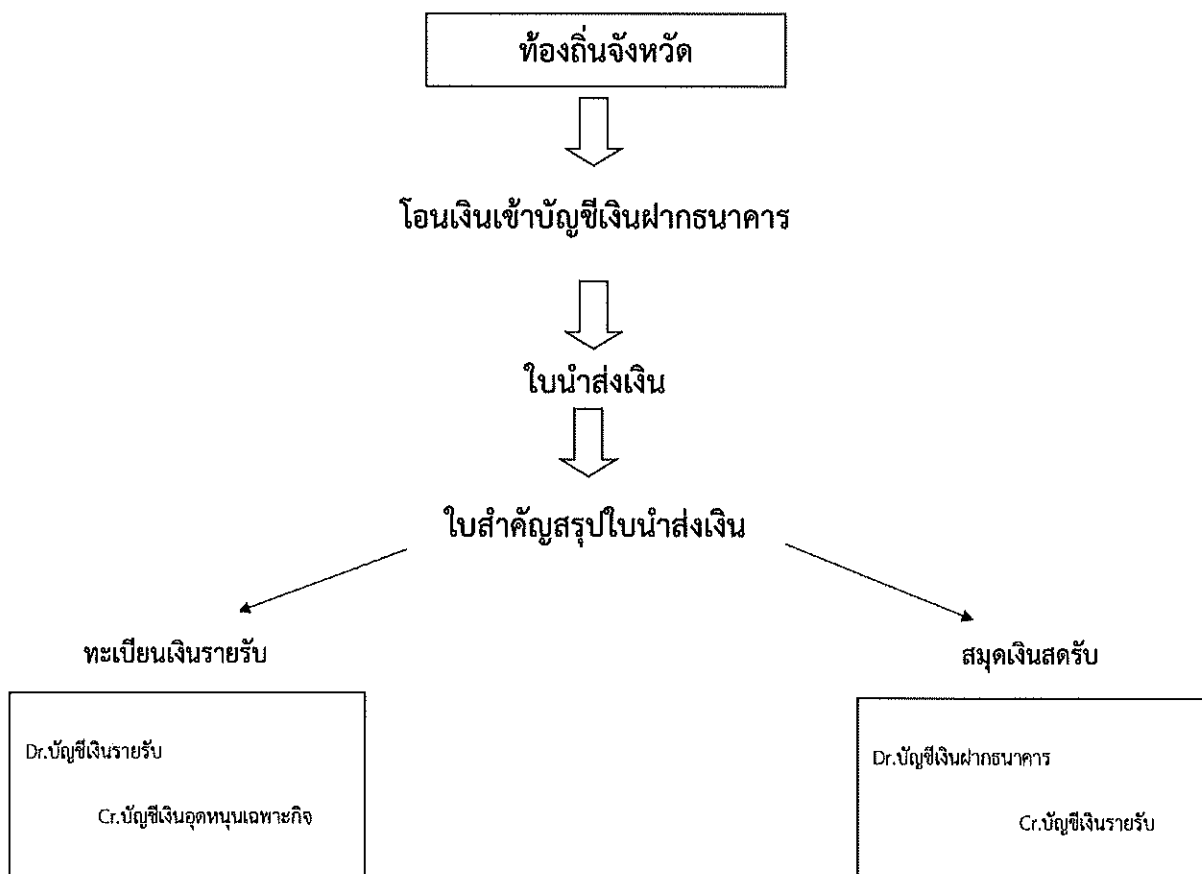 ท้องถิ่นจังหวัด
โอนเงินเข้าบัญชีเงินฝากธนาคาร
ใบนำส่งเงิน
ใบสำคัญสรุปใบนำส่งเงิน
ทะเบียนเงินรายรับ
สมุดเงินสดรับ
Dr.บัญชีเงินรายรับ
Cr.บัญชีเงินอุดหนุนเฉพาะกิจ
Dr.บัญชีเงินฝากธนาคาร
Cr.บัญชีเงินรายรับ